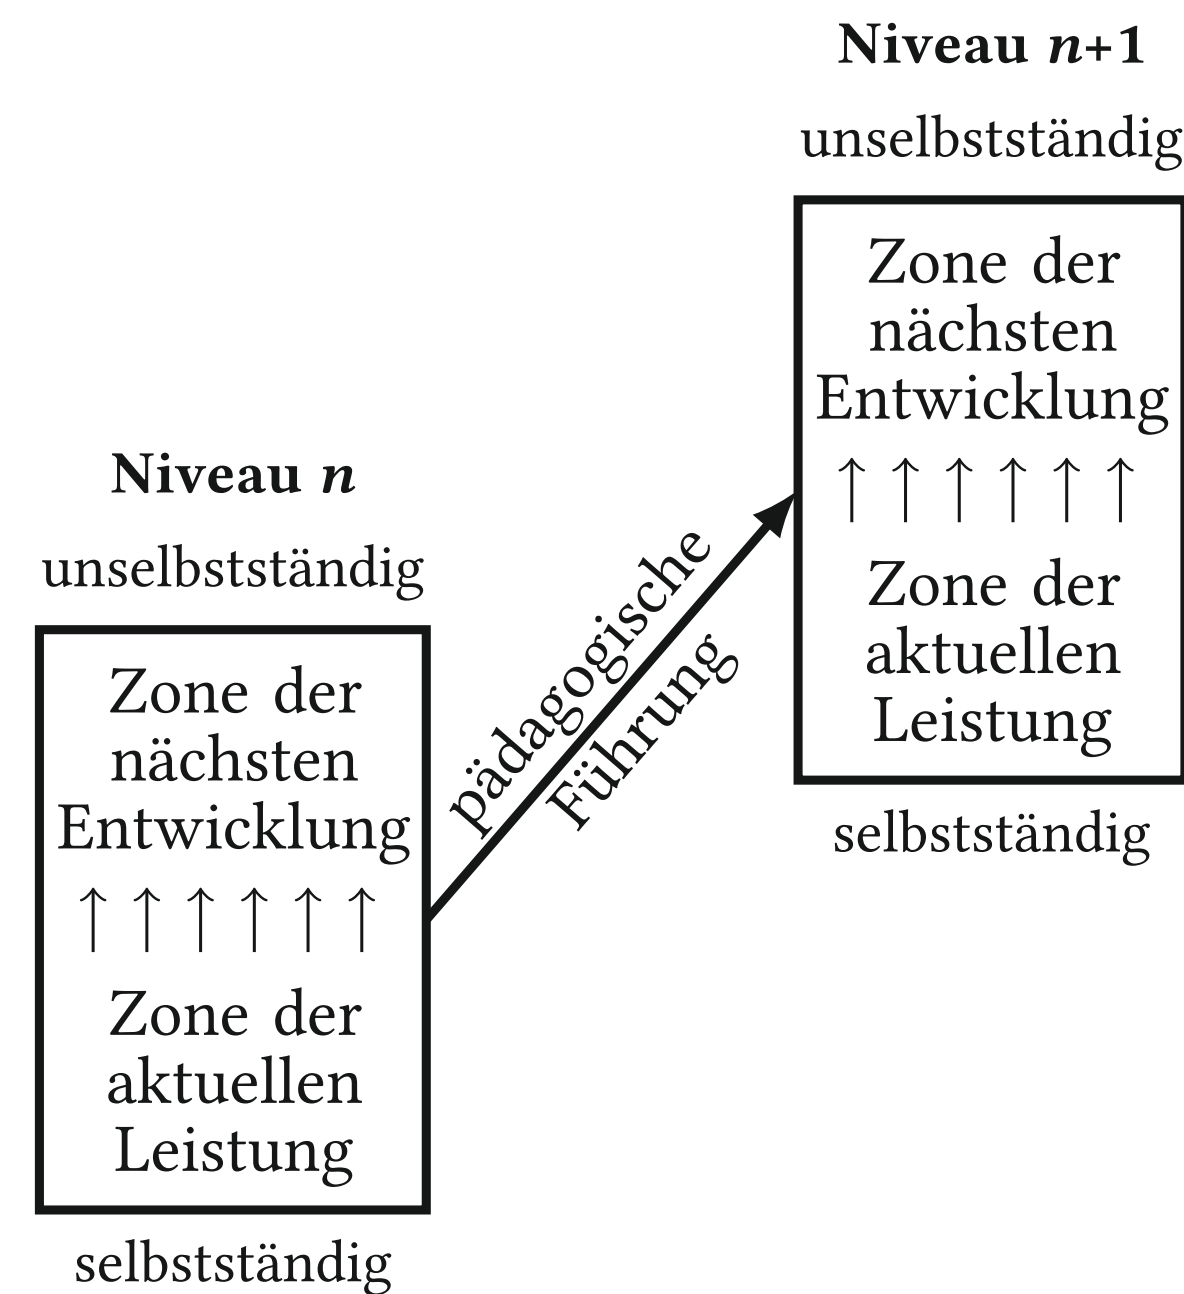 Niveau n+1
unselbstständig
Zone der
nächsten
Entwicklung
↑ ↑ ↑ ↑ ↑ ↑
Zone der
aktuellen
Leistung
selbstständig
pädagogische
Führung
Niveau n
unselbstständig
Zone der
nächsten
Entwicklung
↑ ↑ ↑ ↑ ↑ ↑
Zone der
aktuellen
Leistung
selbstständig